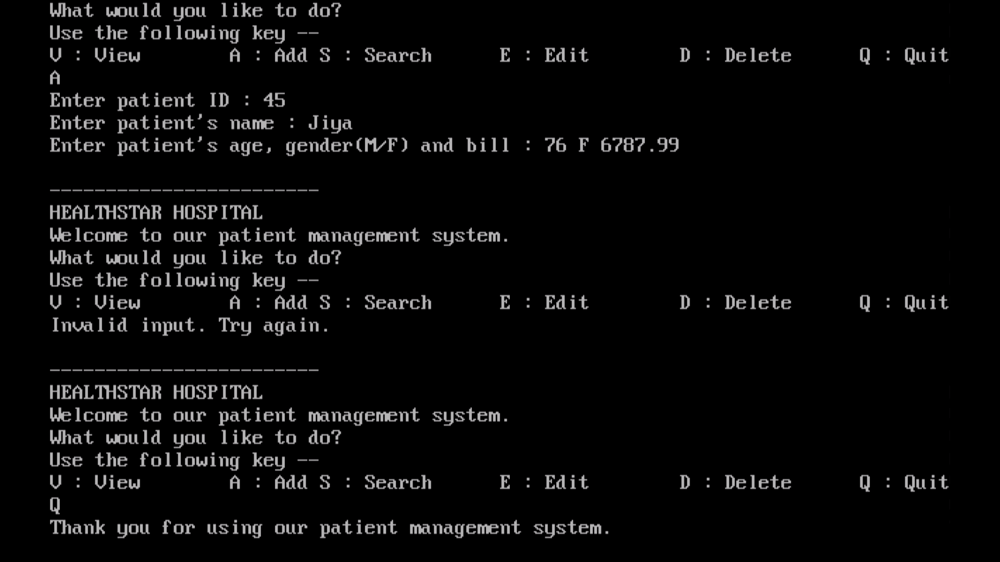 What would you like to do?
Use the following key --
V : View        A : Add S : Search      E : Edit        D : Delete      Q : Quit
A
Enter patient ID : 45
Enter patient's name : Jiya
Enter patient's age, gender(M/F) and bill : 76 F 6787.99
------------------------
HEALTHSTAR HOSPITAL
Welcome to our patient management system.
What would you like to do?
Use the following key --
V : View        A : Add S : Search      E : Edit        D : Delete      Q : Quit
Invalid input. Try again.
------------------------
HEALTHSTAR HOSPITAL
Welcome to our patient management system.
What would you like to do?
Use the following key --
V : View        A : Add S : Search      E : Edit        D : Delete      Q : Quit
Q
Thank you for using our patient management system.